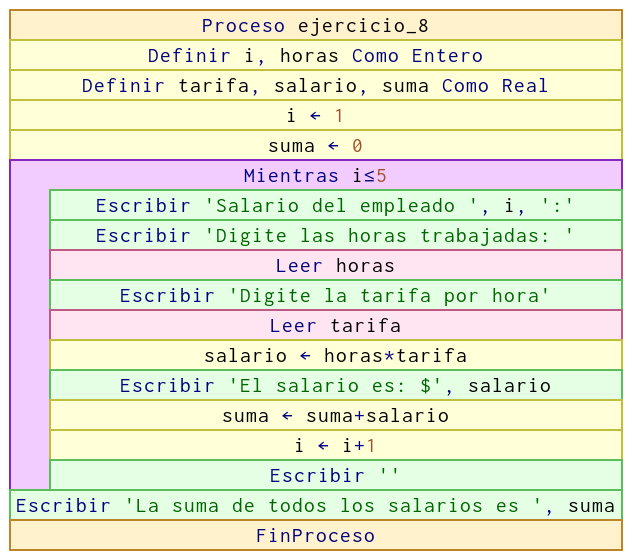 Proceso ejercicio_8
Definir i, horas Como Entero
Definir tarifa, salario, suma Como Real
i ← 1
suma ← 0
Mientras i≤5
Escribir 'Salario del empleado ', i, ':'
Escribir 'Digite las horas trabajadas: '
Leer horas
Escribir 'Digite la tarifa por hora'
Leer tarifa
salario ← horas*tarifa
Escribir 'El salario es: $', salario
suma ← suma+salario
i ← i+1
Escribir ''
Escribir 'La suma de todos los salarios es ', suma
FinProceso